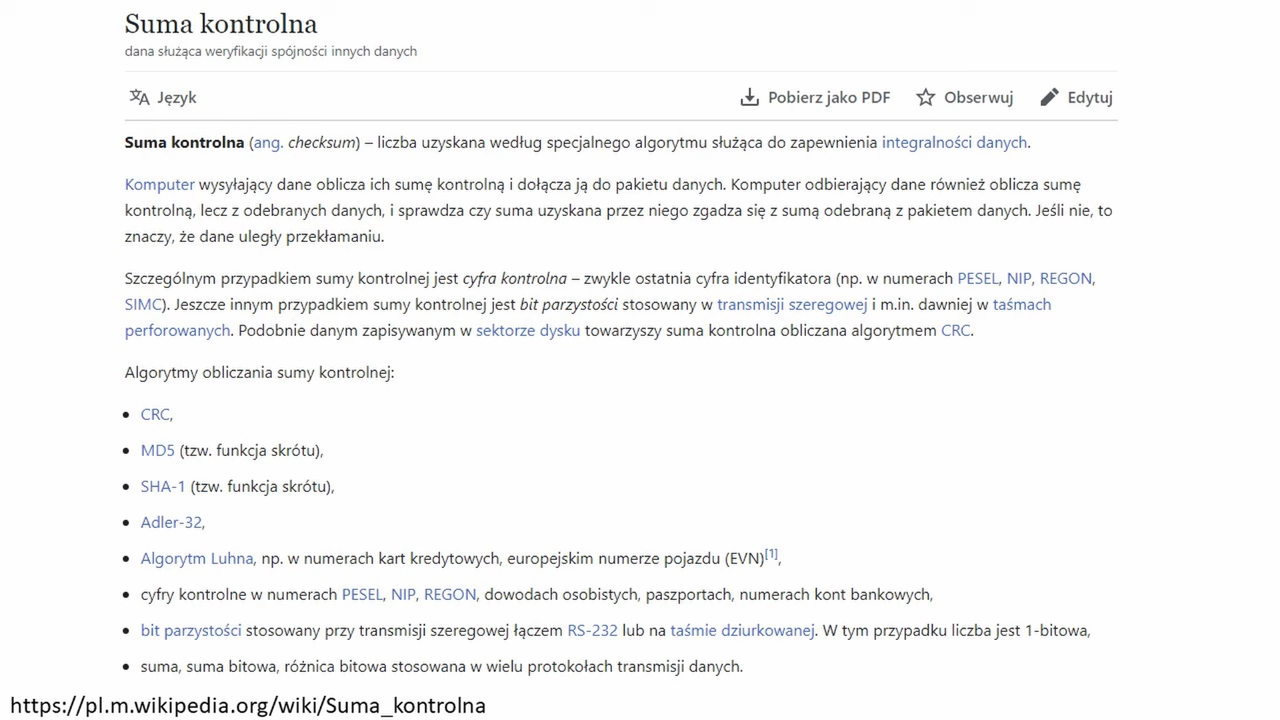 Suma kontrolna
dana służąca weryfikacji spójności innych danych
Język
Pobierz jako PDF
Obserwuj
Edytuj
Suma kontrolna (ang. checksum) – liczba uzyskana według specjalnego algorytmu służąca do zapewnienia integralności danych.
Komputer wysyłający dane oblicza ich sumę kontrolną i dołącza ją do pakietu danych. Komputer odbierający dane również oblicza sumę
kontrolną, lecz z odebranych danych, i sprawdza czy suma uzyskana przez niego zgadza się z sumą odebraną z pakietem danych. Jeśli nie, to
znaczy, że dane uległy przekłamaniu.
Szczególnym przypadkiem sumy kontrolnej jest cyfra kontrolna – zwykle ostatnia cyfra identyfikatora (np. w numerach PESEL, NIP, REGON,
SIMC). Jeszcze innym przypadkiem sumy kontrolnej jest bit parzystości stosowany w transmisji szeregowej i m.in. dawniej w taśmach
perforowanych. Podobnie danym zapisywanym w sektorze dysku towarzyszy suma kontrolna obliczana algorytmem CRC.
Algorytmy obliczania sumy kontrolnej:
• CRC,
• MD5 (tzw. funkcja skrótu),
• SHA-1 (tzw. funkcja skrótu),
• Adler-32,
• Algorytm Luhna, np. w numerach kart kredytowych, europejskim numerze pojazdu (EVN)[1],
• cyfry kontrolne w numerach PESEL, NIP, REGON, dowodach osobistych, paszportach, numerach kont bankowych,
• bit parzystości stosowany przy transmisji szeregowej łączem RS-232 lub na taśmie dziurkowanej. W tym przypadku liczba jest 1-bitowa,
• suma, suma bitowa, różnica bitowa stosowana w wielu protokołach transmisji danych.
https://pl.m.wikipedia.org/wiki/Suma_kontrolna